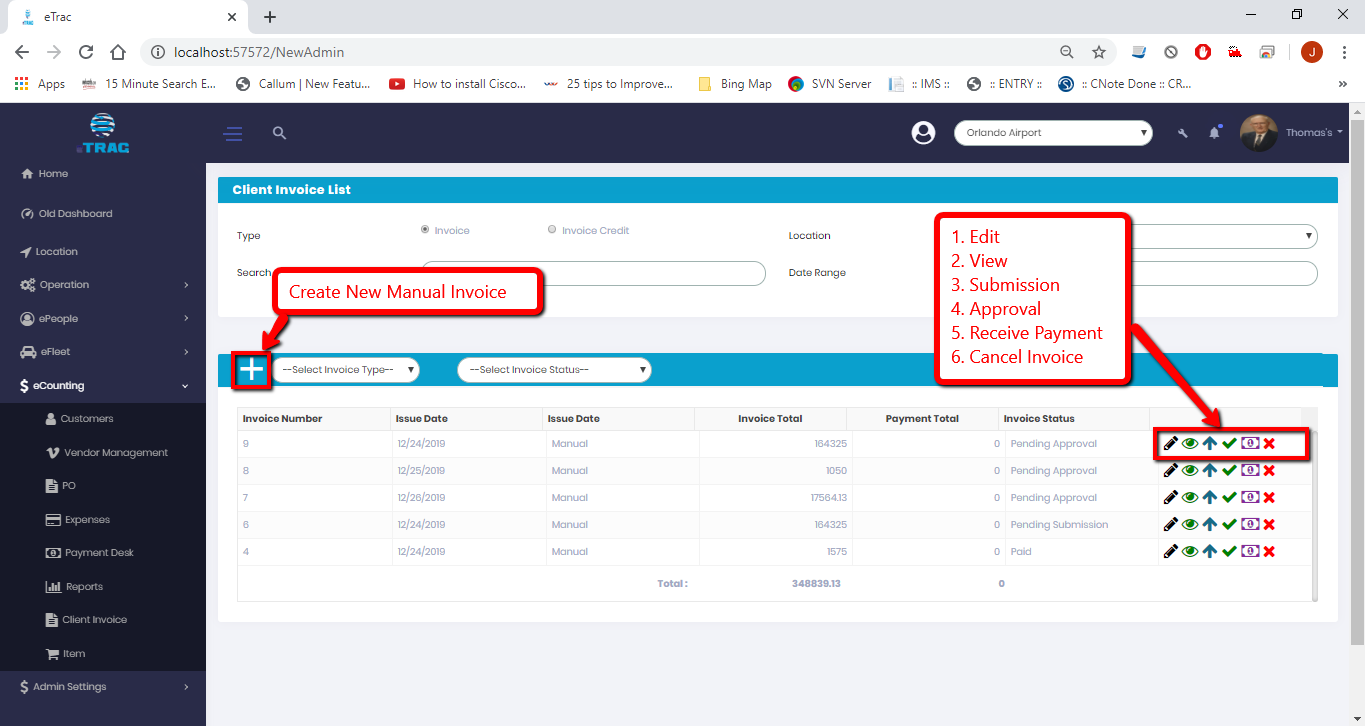 eTrac
localhost:57572/NewAdmin
J
Apps 15 Minute Search E... Callum | New Featu... How to install Cisco... 25 tips to Improve... Bing Map SVN Server :: IMS :: :: ENTRY :: :: CNote Done :: CR... »
eTRAC
Orlando Airport
Thomas's
Home
Old Dashboard
Location
Operation
ePeople
eFleet
eCounting
Customers
Vendor Management
PO
Expenses
Payment Desk
Reports
Client Invoice
Item
Admin Settings
Client Invoice List
Type Invoice Invoice Credit Location
Search Date Range
Create New Manual Invoice
1. Edit
2. View
3. Submission
4. Approval
5. Receive Payment
6. Cancel Invoice
--Select Invoice Type-- --Select Invoice Status--
Invoice Number Issue Date Issue Date Invoice Total Payment Total Invoice Status
9 12/24/2019 Manual 164325 0 Pending Approval
8 12/25/2019 Manual 1050 0 Pending Approval
7 12/26/2019 Manual 17564.13 0 Pending Approval
6 12/24/2019 Manual 164325 0 Pending Submission
4 12/24/2019 Manual 1575 0 Paid
Total : 348839.13 0